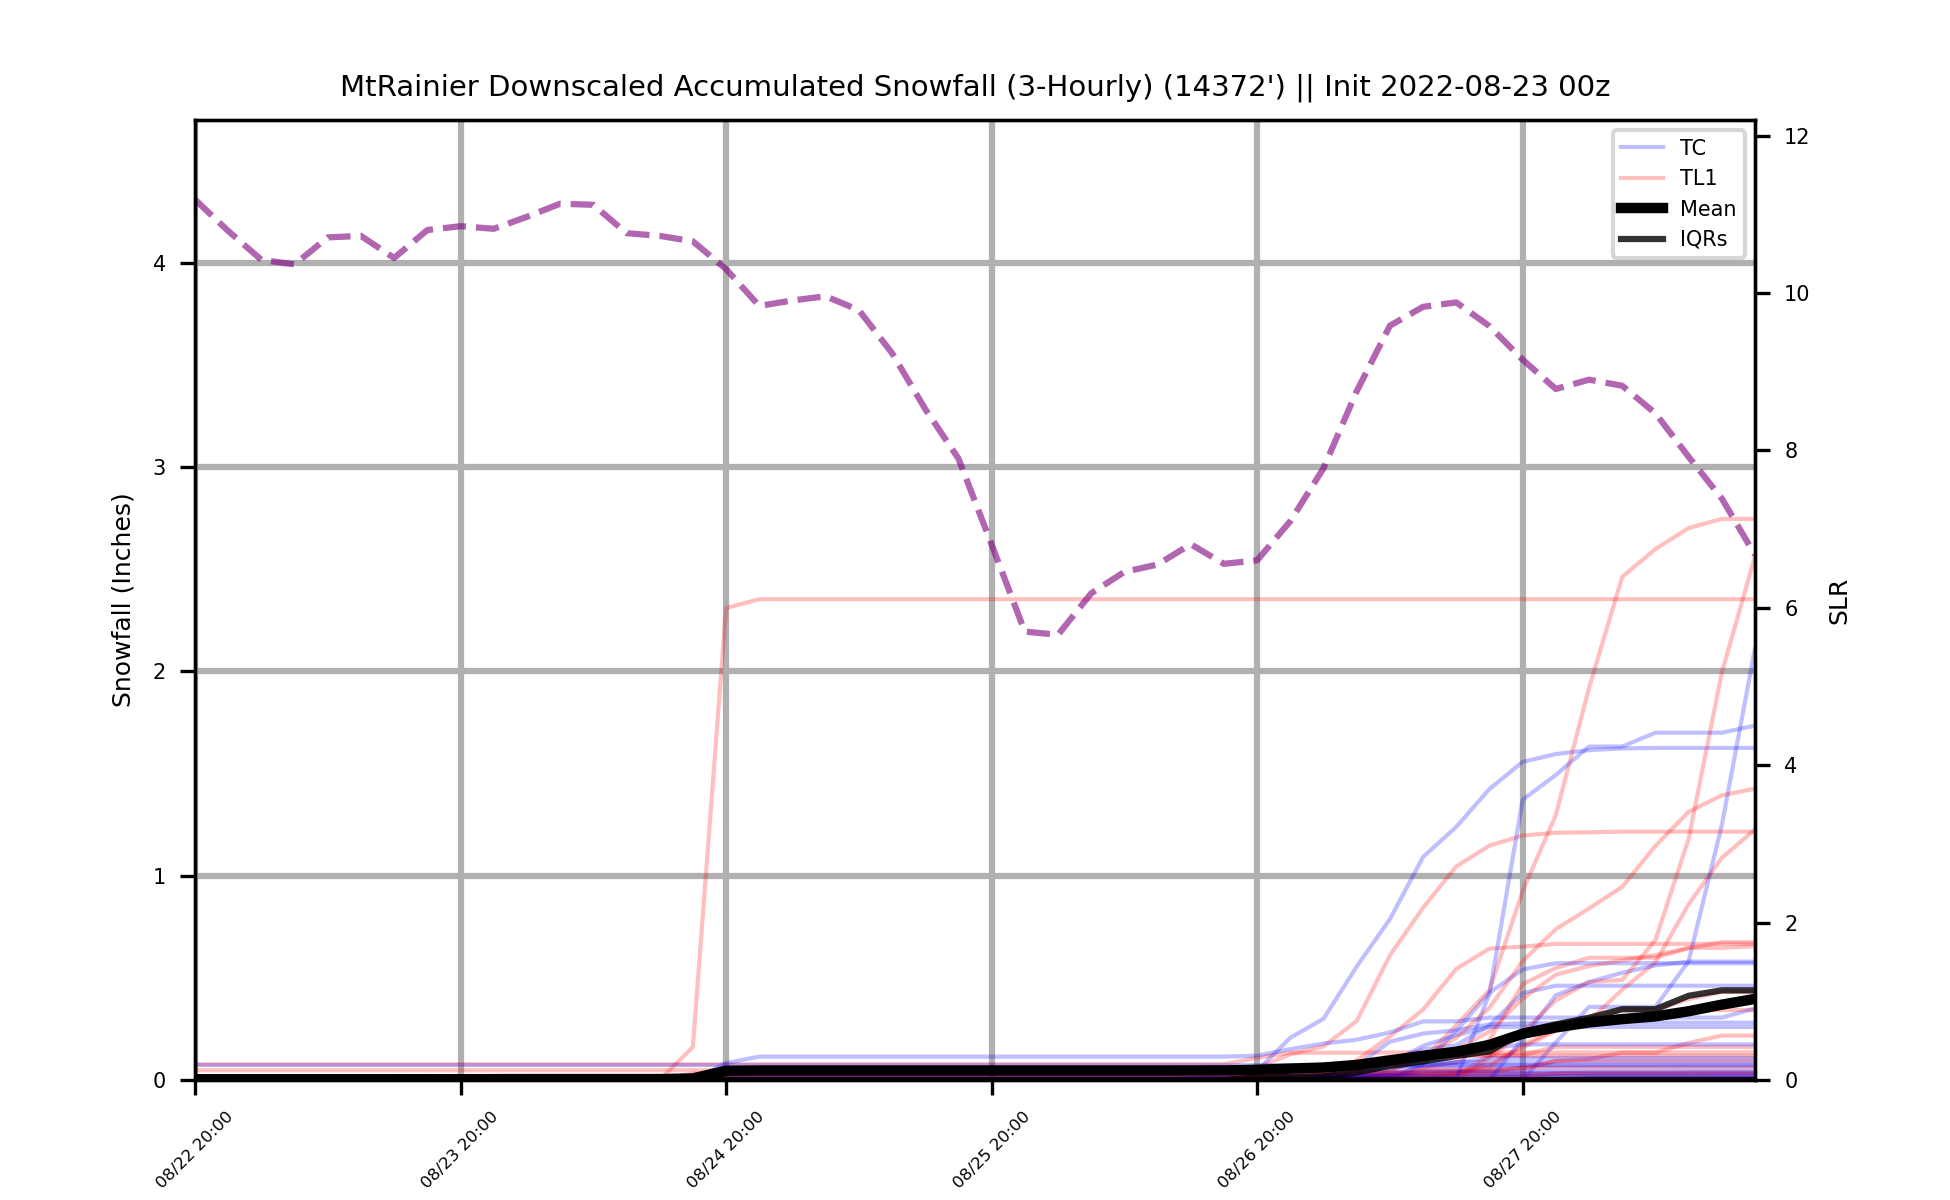 MtRainier Downscaled Accumulated Snowfall (3-Hourly) (14372') || Init 2022-08-23 00z
TC
TL1
Mean
IQRs
Snowfall (Inches)
4
3
2
1
0
12
10
8
6
4
2
0
SLR
08/22 20:00
08/23 20:00
08/24 20:00
08/25 20:00
08/26 20:00
08/27 20:00